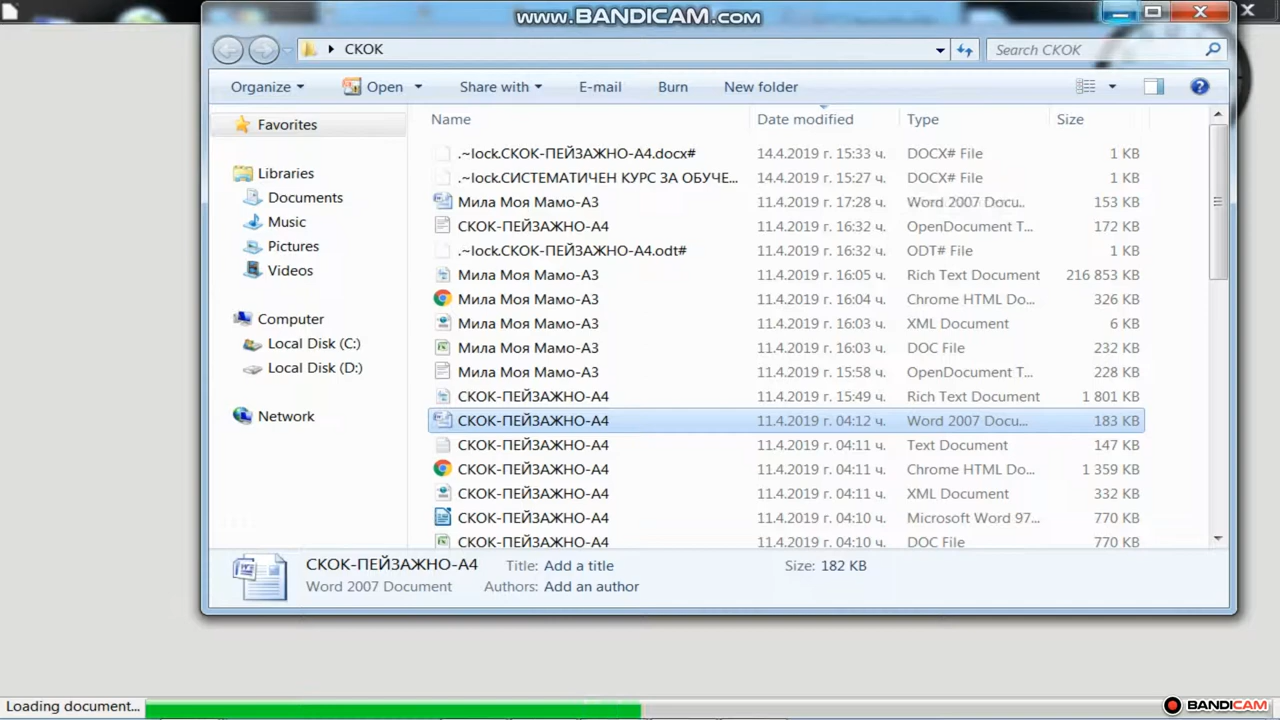 www.BANDICAM.com
СКОК
Search СКОК
Organize
Open
Share with
E-mail
Burn
New folder
Favorites
Libraries
Documents
Music
Pictures
Videos
Computer
Local Disk (C:)
Local Disk (D:)
Network
Name Date modified Type Size
.~lock.СКОК-ПЕЙЗАЖНО-А4.docx# 14.4.2019 г. 15:33 ч. DOCX# File 1 KB
.~lock.СИСТЕМАТИЧЕН КУРС ЗА ОБУЧЕ... 14.4.2019 г. 15:27 ч. DOCX# File 1 KB
Мила Моя Мамо-А3 11.4.2019 г. 17:28 ч. Word 2007 Docu... 153 KB
СКОК-ПЕЙЗАЖНО-А4 11.4.2019 г. 16:32 ч. OpenDocument T... 172 KB
.~lock.СКОК-ПЕЙЗАЖНО-А4.odt# 11.4.2019 г. 16:32 ч. ODT# File 1 KB
Мила Моя Мамо-А3 11.4.2019 г. 16:05 ч. Rich Text Document 216 853 KB
Мила Моя Мамо-А3 11.4.2019 г. 16:04 ч. Chrome HTML Do... 326 KB
Мила Моя Мамо-А3 11.4.2019 г. 16:03 ч. XML Document 6 KB
Мила Моя Мамо-А3 11.4.2019 г. 16:03 ч. DOC File 232 KB
Мила Моя Мамо-А3 11.4.2019 г. 15:58 ч. OpenDocument T... 228 KB
СКОК-ПЕЙЗАЖНО-А4 11.4.2019 г. 15:49 ч. Rich Text Document 1 801 KB
СКОК-ПЕЙЗАЖНО-А4 11.4.2019 г. 04:12 ч. Word 2007 Docu... 183 KB
СКОК-ПЕЙЗАЖНО-А4 11.4.2019 г. 04:11 ч. Text Document 147 KB
СКОК-ПЕЙЗАЖНО-А4 11.4.2019 г. 04:11 ч. Chrome HTML Do... 1 359 KB
СКОК-ПЕЙЗАЖНО-А4 11.4.2019 г. 04:11 ч. XML Document 332 KB
СКОК-ПЕЙЗАЖНО-А4 11.4.2019 г. 04:10 ч. Microsoft Word 97... 770 KB
СКОК-ПЕЙЗАЖНО-А4 11.4.2019 г. 04:10 ч. DOC File 770 KB
СКОК-ПЕЙЗАЖНО-А4 Title: Add a title Size: 182 KB
Word 2007 Document Authors: Add an author
Loading document...
BANDICAM